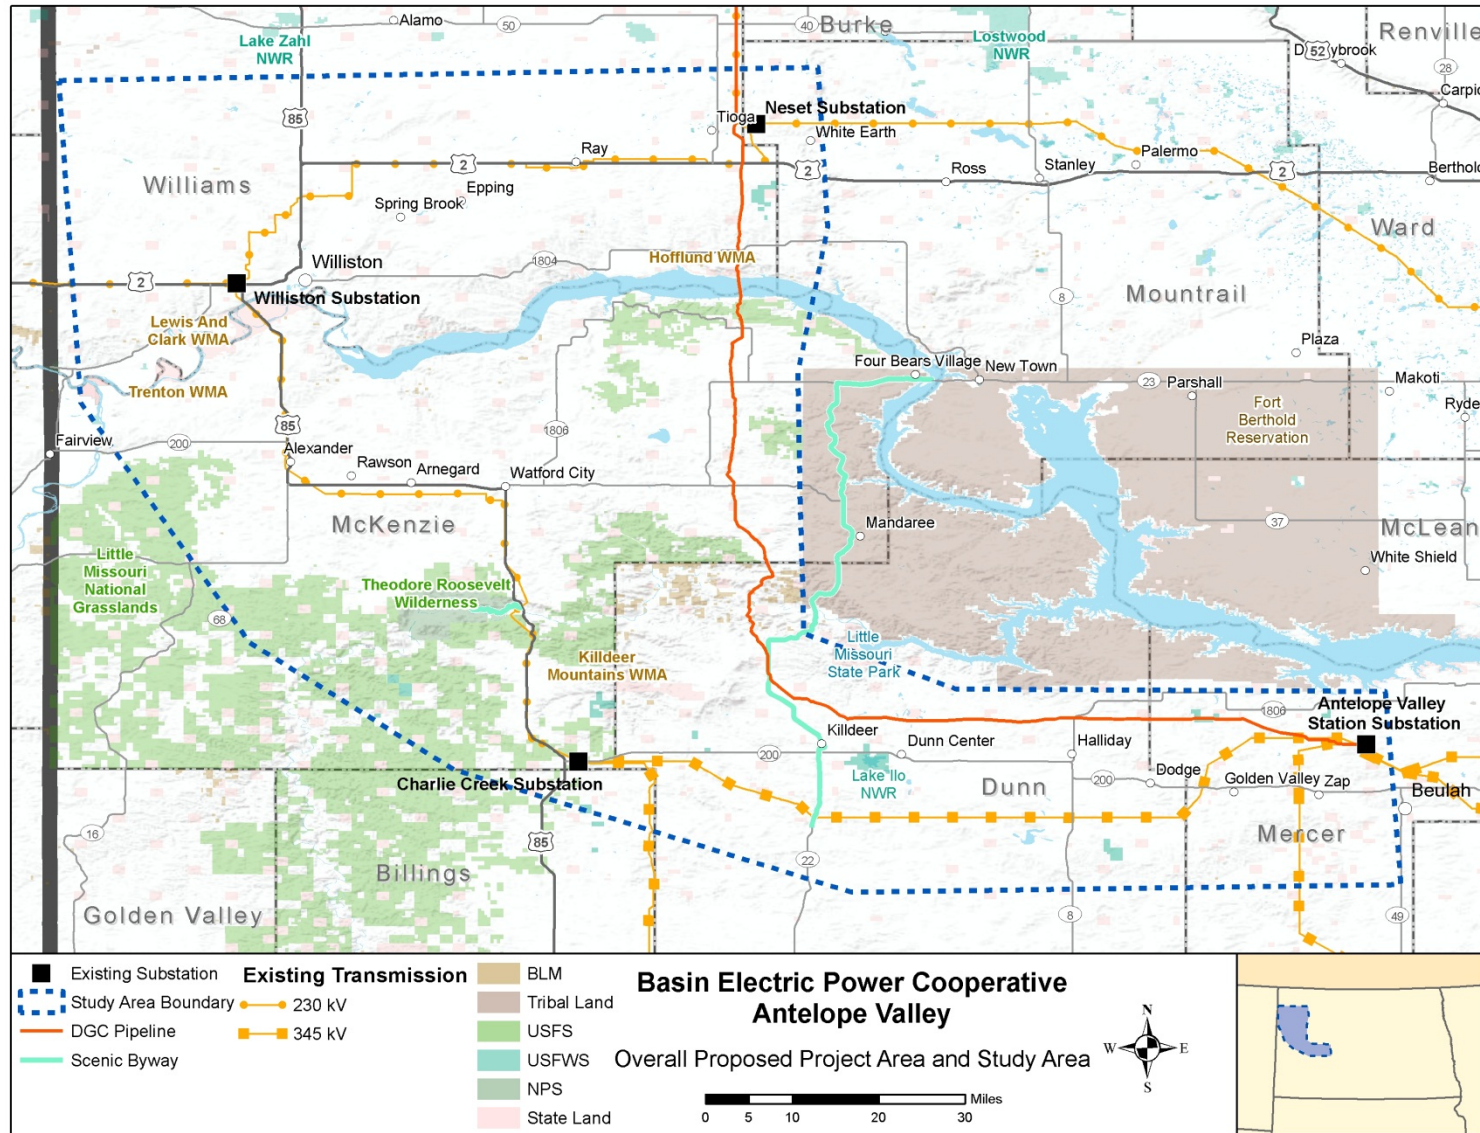 Alamo
50
40
Burke
Renville
Lake Zahl
NWR
Lostwood
NWR
52
28
Carpio
85
Neset Substation
Tioga
White Earth
Ray
2
Epping
Spring Brook
Williams
2
Ross
Stanley
Palermo
2
Berthold
Ward
Williston
2
Williston Substation
1804
Hofflund WMA
8
Mountrail
Lewis And
Clark WMA
Trenton WMA
Plaza
Four Bears Village
New Town
23
Parshall
Makoti
Ryde
Fort
Berthold
Reservation
85
1806
Fairview
200
Alexander
Rawson
Arnegard
Watford City
McKenzie
Mandaree
37
McLean
White Shield
Little
Missouri
National
Grasslands
Theodore Roosevelt
Wilderness
68
Killdeer
Mountains WMA
Little
Missouri
State Park
Antelope Valley
Station Substation
1806
Killdeer
Dunn Center
Halliday
200
Lake Ilo
NWR
Dunn
200
Dodge
Golden Valley
Zap
Beulah
Charlie Creek Substation
Mercer
16
85
22
Billings
Golden Valley
8
49
Existing Substation
Study Area Boundary
DGC Pipeline
Scenic Byway
Existing Transmission
230 kV
345 kV
BLM
Tribal Land
USFS
USFWS
NPS
State Land
Basin Electric Power Cooperative
Antelope Valley
Overall Proposed Project Area and Study Area
N
W
E
S
Miles
0 5 10 20 30